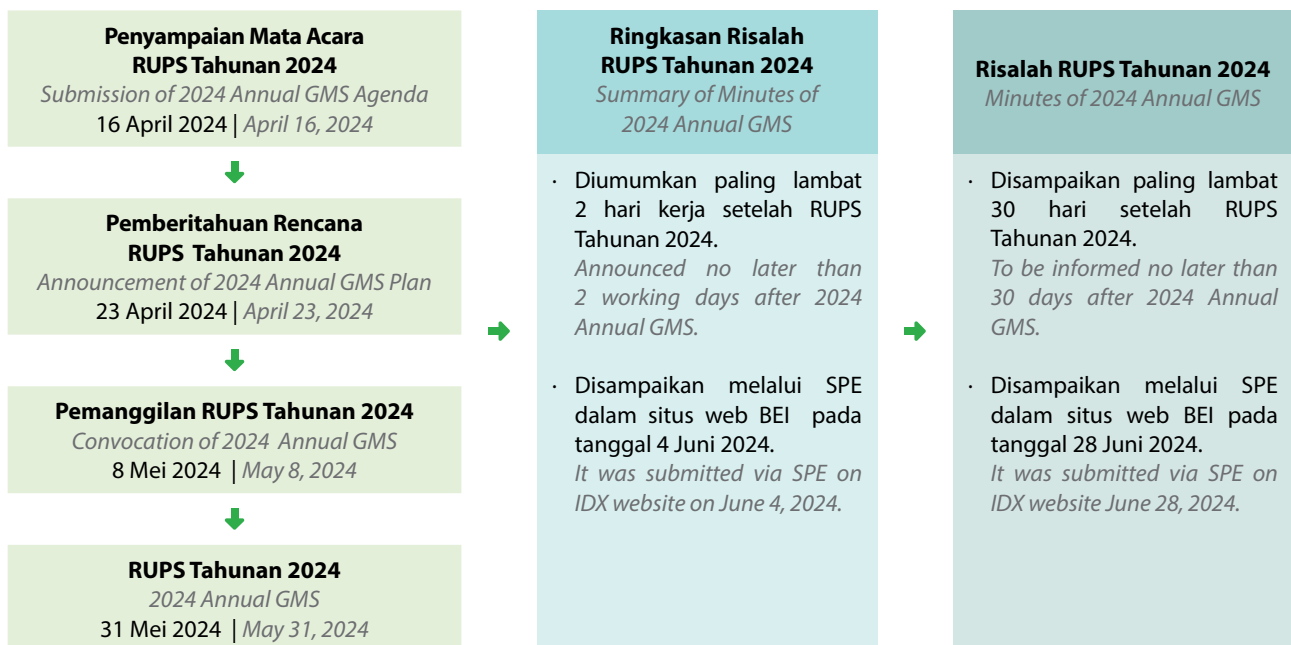 Penyampaian Mata Acara
RUPS Tahunan 2024
Submission of 2024 Annual GMS Agenda
16 April 2024 | April 16, 2024
Pemberitahuan Rencana
RUPS Tahunan 2024
Announcement of 2024 Annual GMS Plan
23 April 2024 | April 23, 2024
Pemanggilan RUPS Tahunan 2024
Convocation of 2024 Annual GMS
8 Mei 2024 | May 8, 2024
RUPS Tahunan 2024
2024 Annual GMS
31 Mei 2024 | May 31, 2024
Ringkasan Risalah
RUPS Tahunan 2024
Summary of Minutes of
2024 Annual GMS
· Diumumkan paling lambat
2 hari kerja setelah RUPS
Tahunan 2024.
Announced no later than
2 working days after 2024
Annual GMS.
· Disampaikan melalui SPE
dalam situs web BEI pada
tanggal 4 Juni 2024.
It was submitted via SPE on
IDX website on June 4, 2024.
Risalah RUPS Tahunan 2024
Minutes of 2024 Annual GMS
· Disampaikan paling lambat
30 hari setelah RUPS
Tahunan 2024.
To be informed no later than
30 days after 2024 Annual
GMS.
· Disampaikan melalui SPE
dalam situs web BEI pada
tanggal 28 Juni 2024.
It was submitted via SPE on
IDX website June 28, 2024.